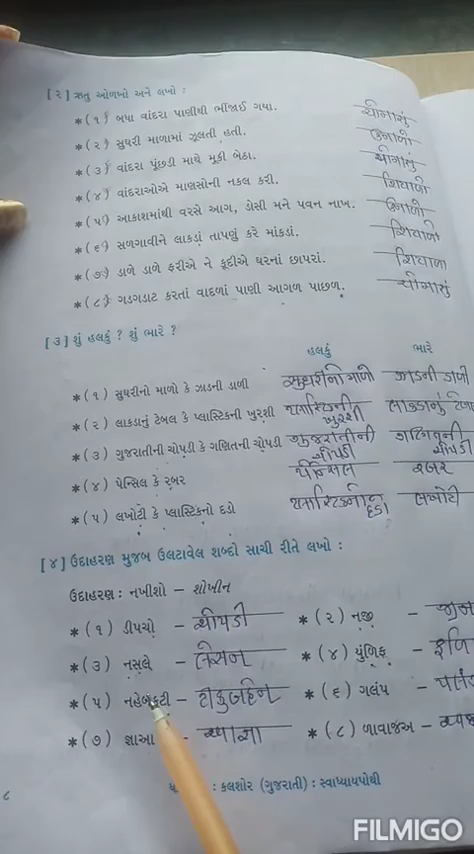 [૨] ઋતુ ઓળખો અને લખો :
*(૧) બધા વાંદરા પાણીથી ભીંજાઈ ગયા. ચોમાસું
*(૨) સુઘરી માળામાં ઝૂલતી હતી. ઉનાળો
*(૩) વાંદરા પૂંછડી માથે મૂકી બેઠા. ચોમાસું
*(૪) વાંદરાઓએ માણસોની નકલ કરી. શિયાળો
*(૫) આકાશમાંથી વરસે આગ, ડોસી મને પવન નાખ. ઉનાળો
*(૬) સળગાવીને લાકડાં તાપણું કરે માંકડાં. શિયાળો
*(૭) ડાળે ડાળે ફરીએ ને કૂદીએ ઘરનાં છાપરાં. શિયાળા
*(૮) ગડગડાટ કરતાં વાદળાં પાણી આગળ પાછળ. ચોમાસું
[૩] શું હલકું ? શું ભારે ?
હલકું ભારે
*(૧) સુઘરીનો માળો કે ઝાડની ડાળી સુઘરીનો માળો ઝાડની ડાળી
*(૨) લાકડાનું ટેબલ કે પ્લાસ્ટિકની ખુરશી પ્લાસ્ટિકની ખુરશી લાકડાનું
*(૩) ગુજરાતીની ચોપડી કે ગણિતની ચોપડી ગુજરાતીની ચોપડી ગણિતની ચોપડી
*(૪) પેન્સિલ કે રબર પેન્સિલ રબર
*(૫) લખોટી કે પ્લાસ્ટિકનો દડો દડો લખોટી
[૪] ઉદાહરણ મુજબ ઉલટાવેલ શબ્દો સાચી રીતે લખો :
ઉદાહરણ : નખીશો – શોખીન
*(૧) ડીપચો – ચોપડી *(૨) નજી –
*(૩) નસલે – લેસન *(૪) યુંળિફ –
*(૫) નહેબંકુટી – *(૬) ગલંપ –
*(૭) જ્ઞાઆ – *(૮) ળાવાજઅ –
૮
: કલશોર (ગુજરાતી) : સ્વાધ્યાયપોથી
FILMIGO